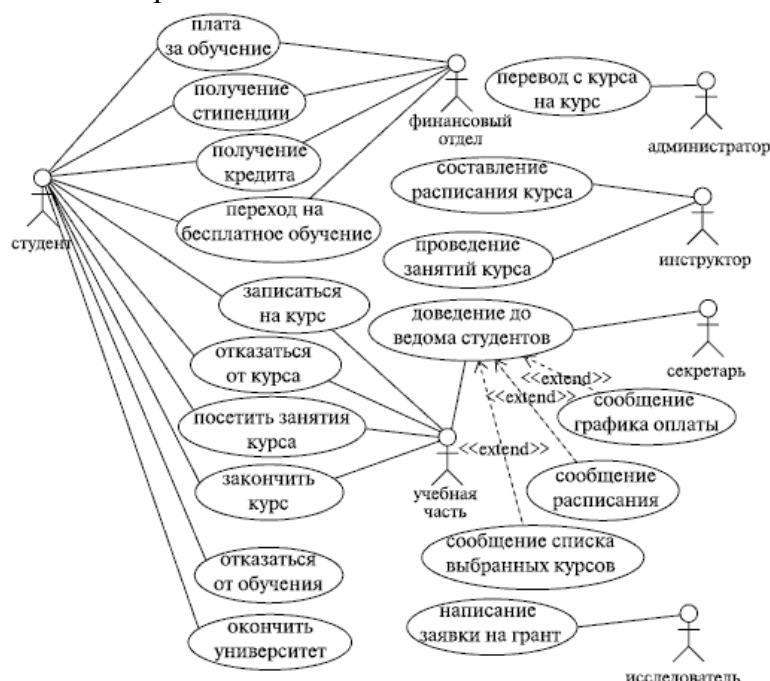 плата
за обучение
получение
стипендии
получение
кредита
переход на
бесплатное обучение
студент
финансовый
отдел
перевод с курса
на курс
администратор
составление
расписания курса
проведение
занятий курса
инструктор
записаться
на курс
отказаться
от курса
посетить занятия
курса
закончить
курс
учебная
часть
доведение до
ведома студентов
секретарь
<<extend>>
<<extend>>
<<extend>>
сообщение
графика оплаты
сообщение
расписания
сообщение списка
выбранных курсов
отказаться
от обучения
окончить
университет
написание
заявки на грант
исследователь